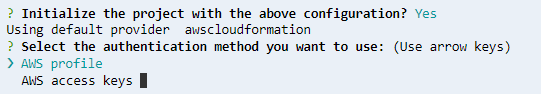 ? Initialize the project with the above configuration? Yes
Using default provider  awscloudformation
? Select the authentication method you want to use: (Use arrow keys)
❯ AWS profile
  AWS access keys